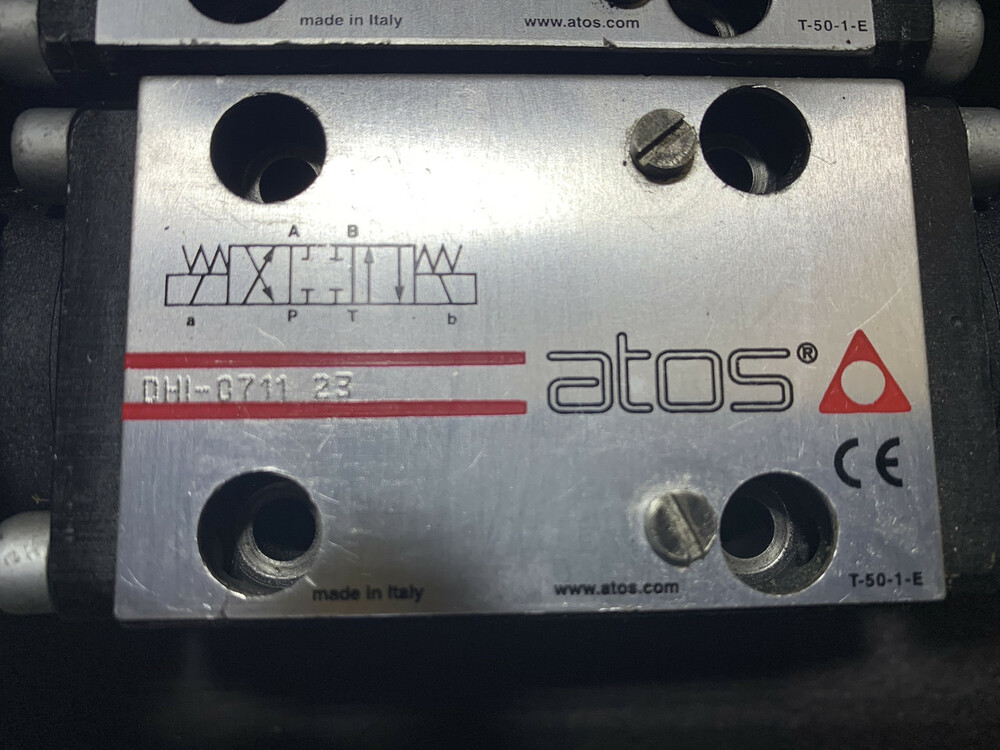 made in Italy www.atos.com T-50-1-E
A B
a P T b
DHI-0711 23
atos®
CE
made in Italy www.atos.com T-50-1-E